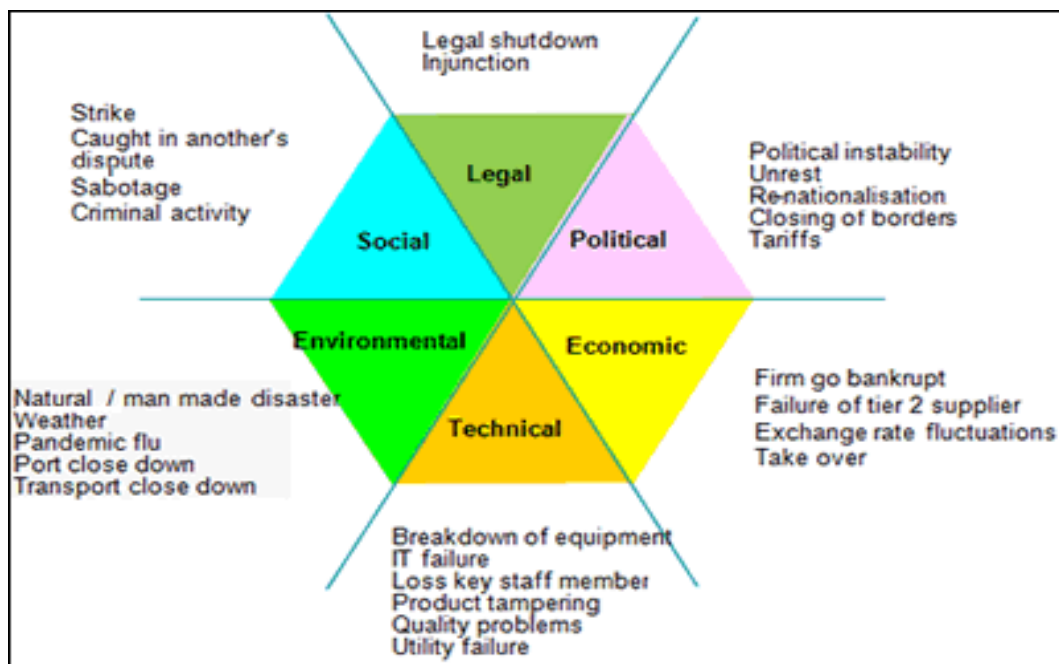 Legal shutdown
Injunction
Strike
Caught in another's
dispute
Sabotage
Criminal activity
Legal
Political instability
Unrest
Re-nationalisation
Closing of borders
Tariffs
Social
Political
Environmental
Economic
Natural / man made disaster
Weather
Pandemic flu
Port close down
Transport close down
Technical
Firm go bankrupt
Failure of tier 2 supplier
Exchange rate fluctuations
Take over
Breakdown of equipment
IT failure
Loss key staff member
Product tampering
Quality problems
Utility failure